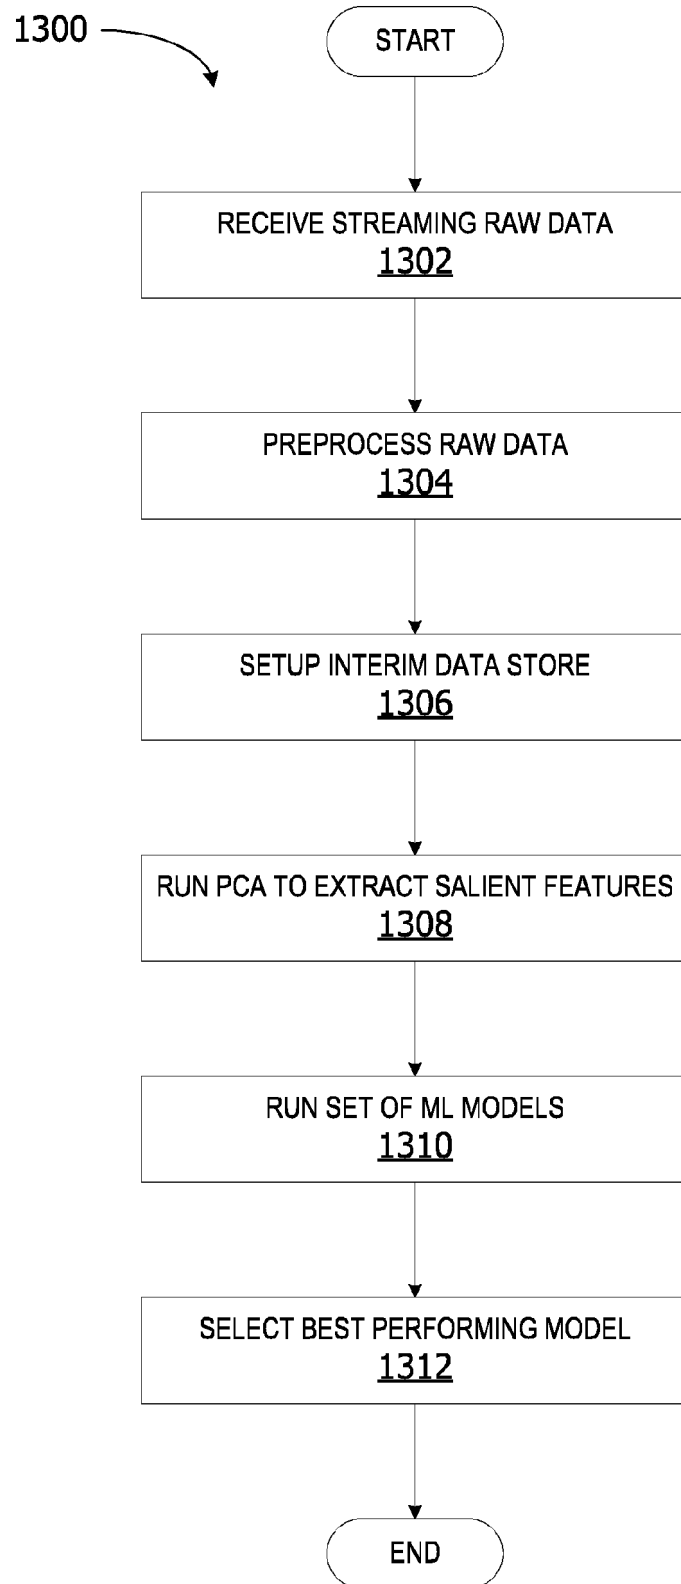 1300
START
RECEIVE STREAMING RAW DATA
1302
PREPROCESS RAW DATA
1304
SETUP INTERIM DATA STORE
1306
RUN PCA TO EXTRACT SALIENT FEATURES
1308
RUN SET OF ML MODELS
1310
SELECT BEST PERFORMING MODEL
1312
END